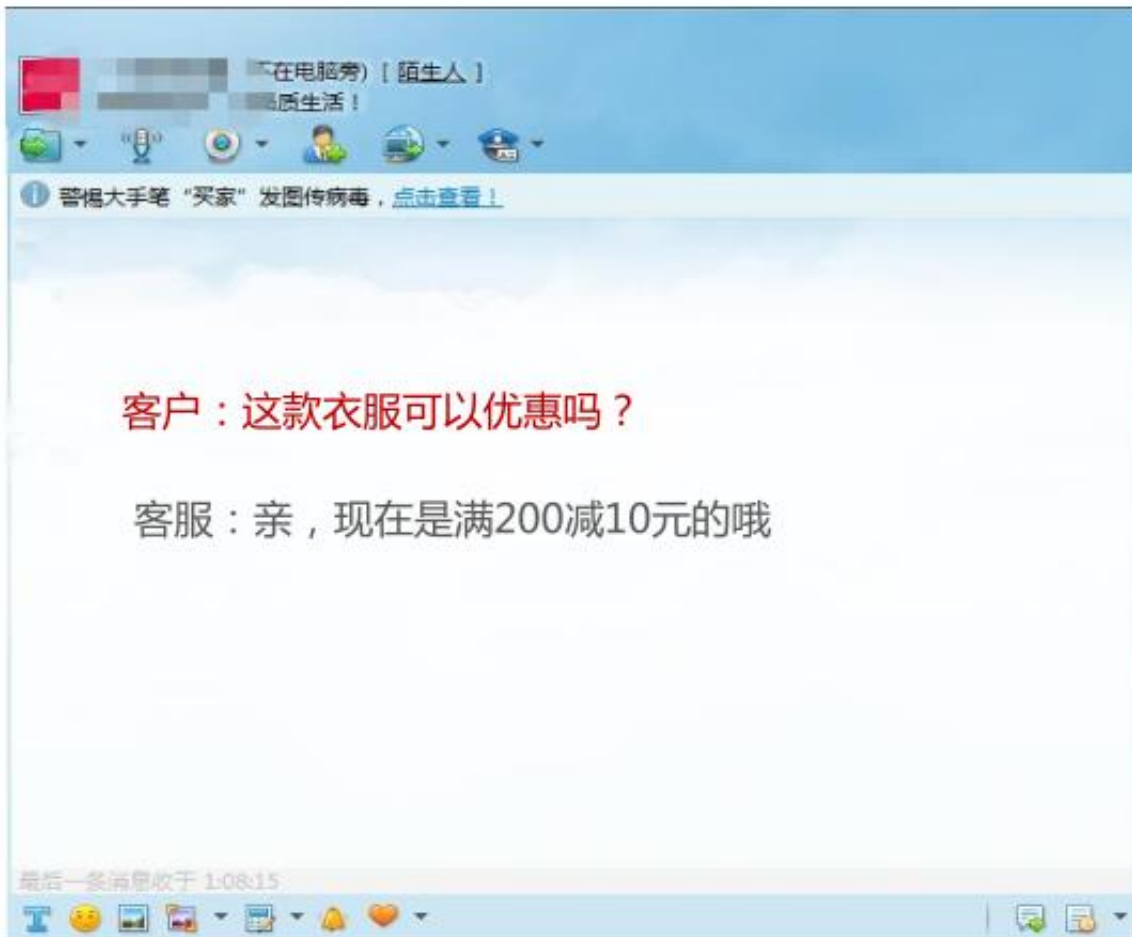 在电脑旁) [ 陌生人 ]
质生活！
警惕大手笔“买家”发图传病毒，点击查看！
客户：这款衣服可以优惠吗？
客服：亲，现在是满200减10元的哦
最后一条消息收于 1:08:15